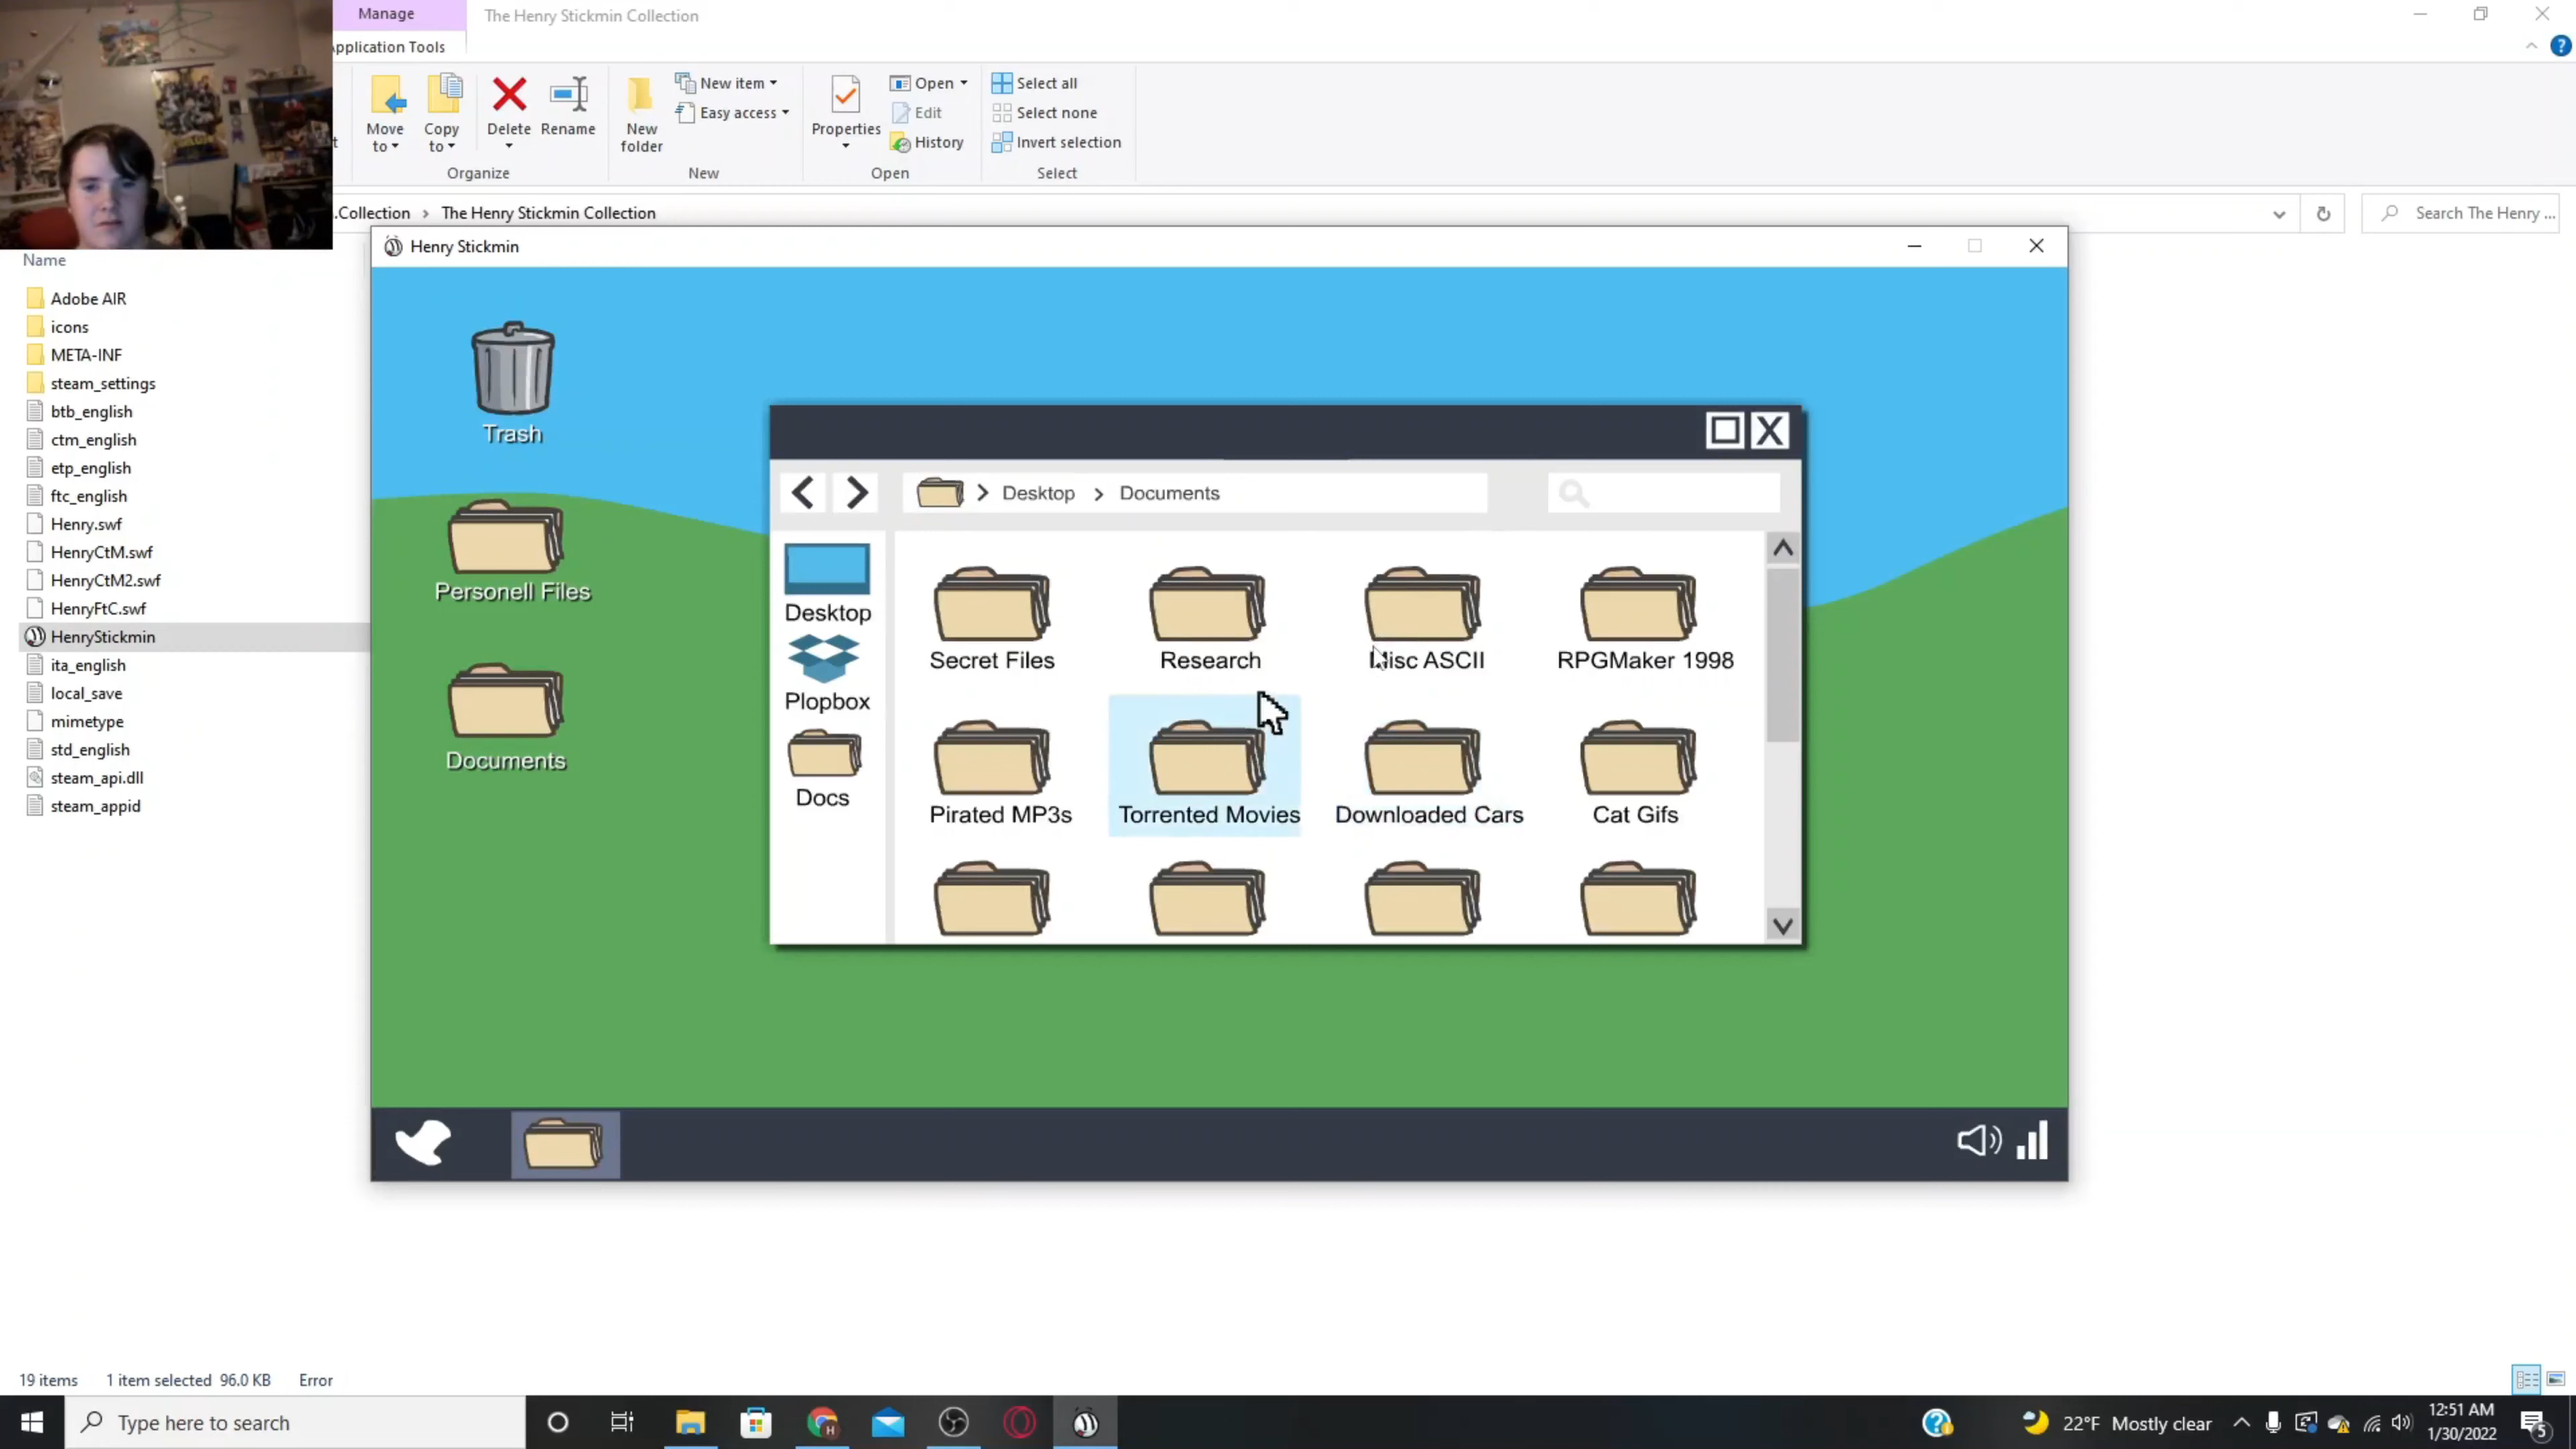 Manage
The Henry Stickmin Collection
Application Tools
Move to
Copy to
Delete
Rename
New folder
New item
Easy access
Properties
Open
Edit
History
Select all
Select none
Invert selection
Organize
New
Open
Select
.Collection > The Henry Stickmin Collection
Search The Henry ...
Name
Adobe AIR
icons
META-INF
steam_settings
btb_english
ctm_english
etp_english
ftc_english
Henry.swf
HenryCtM.swf
HenryCtM2.swf
HenryFtC.swf
HenryStickmin
ita_english
local_save
mimetype
std_english
steam_api.dll
steam_appid
Henry Stickmin
Trash
Personell Files
Documents
Desktop > Documents
Desktop
Plopbox
Docs
Secret Files
Research
Misc ASCII
RPGMaker 1998
Pirated MP3s
Torrented Movies
Downloaded Cars
Cat Gifs
19 items
1 item selected 96.0 KB
Error
Type here to search
22°F Mostly clear
12:51 AM
1/30/2022
5